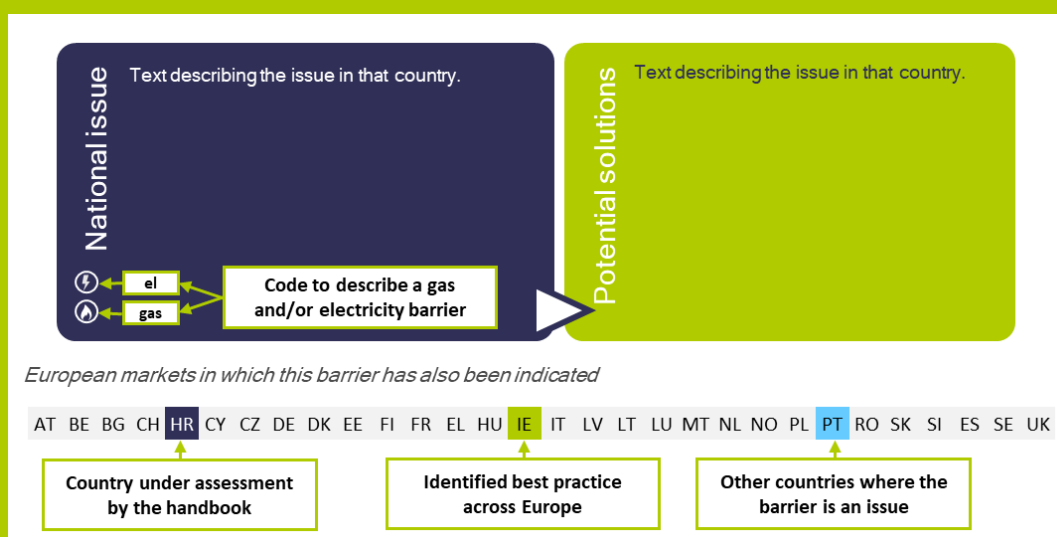 National issue
Text describing the issue in that country.
el
gas
Code to describe a gas
and/or electricity barrier
Potential solutions
Text describing the issue in that country.
European markets in which this barrier has also been indicated
AT BE BG CH HR CY CZ DE DK EE FI FR EL HU IE IT LV LT LU MT NL NO PL PT RO SK SI ES SE UK
Country under assessment
by the handbook
Identified best practice
across Europe
Other countries where the
barrier is an issue